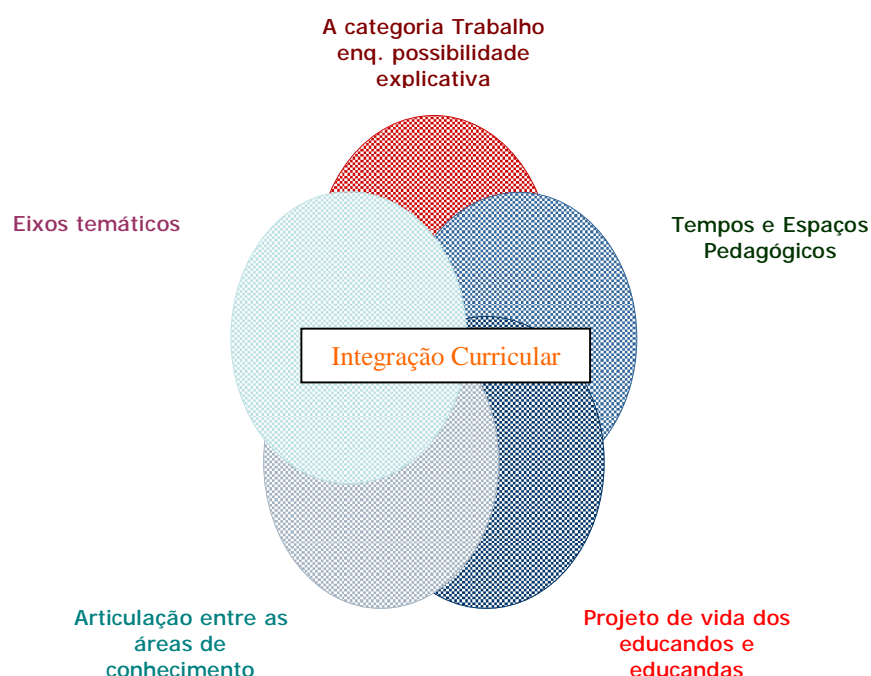 A categoria Trabalho
enq. possibilidade
explicativa
Eixos temáticos
Tempos e Espaços
Pedagógicos
Integração Curricular
Articulação entre as
áreas de
conhecimento
Projeto de vida dos
educandos e
educandas